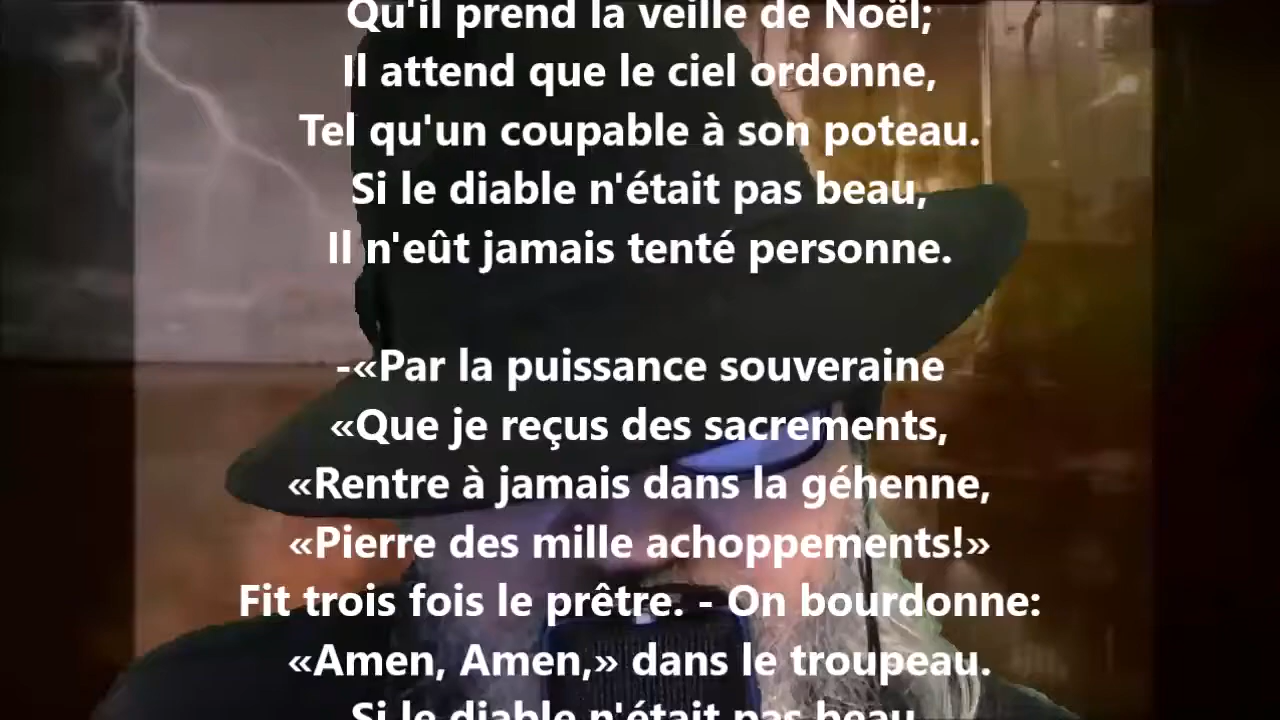 Qu'il prend la veille de Noël;
Il attend que le ciel ordonne,
Tel qu'un coupable à son poteau.
Si le diable n'était pas beau,
Il n'eût jamais tenté personne.
-«Par la puissance souveraine
«Que je reçus des sacrements,
«Rentre à jamais dans la géhenne,
«Pierre des mille achoppements!»
Fit trois fois le prêtre. - On bourdonne:
«Amen, Amen,» dans le troupeau.
Si le diable n'était pas beau,